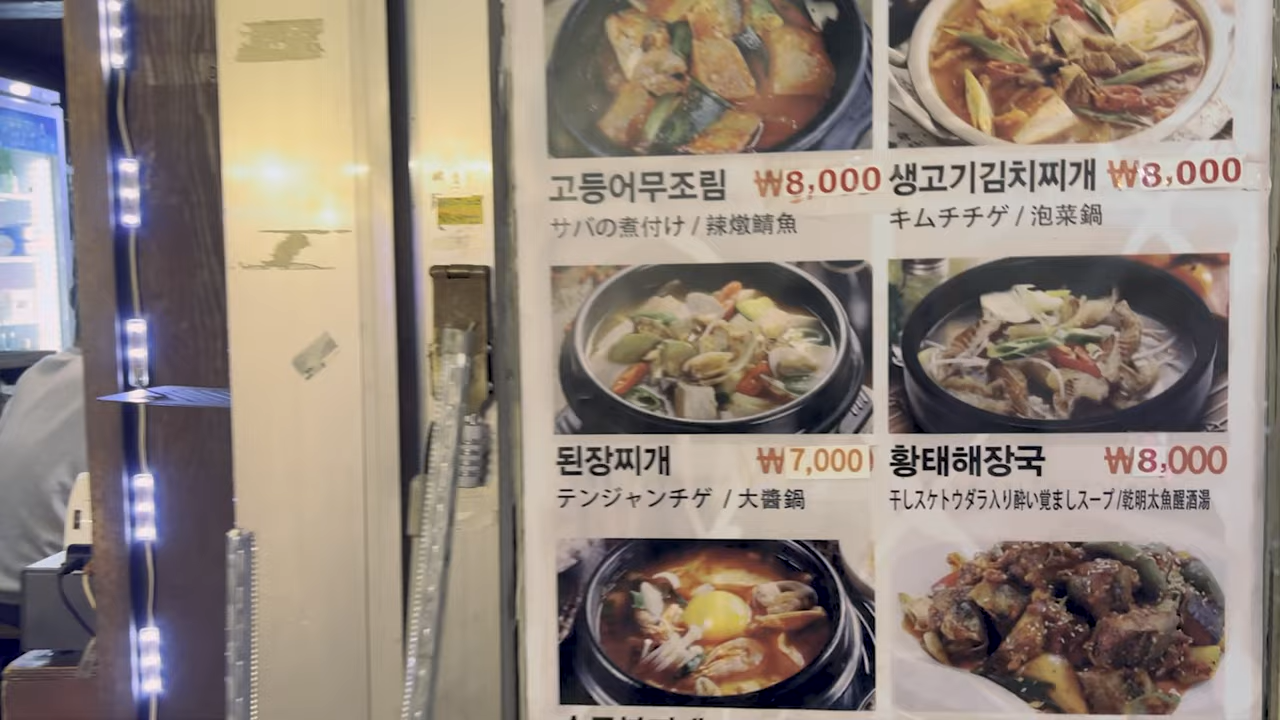 고등어무조림 ₩8,000
サバの煮付け / 辣燉鯖魚
생고기김치찌개 ₩8,000
キムチチゲ / 泡菜鍋
된장찌개 ₩7,000
テンジャンチゲ / 大醬鍋
황태해장국 ₩8,000
干しスケトウダラ入り酔い覚ましスープ/乾明太魚醒酒湯